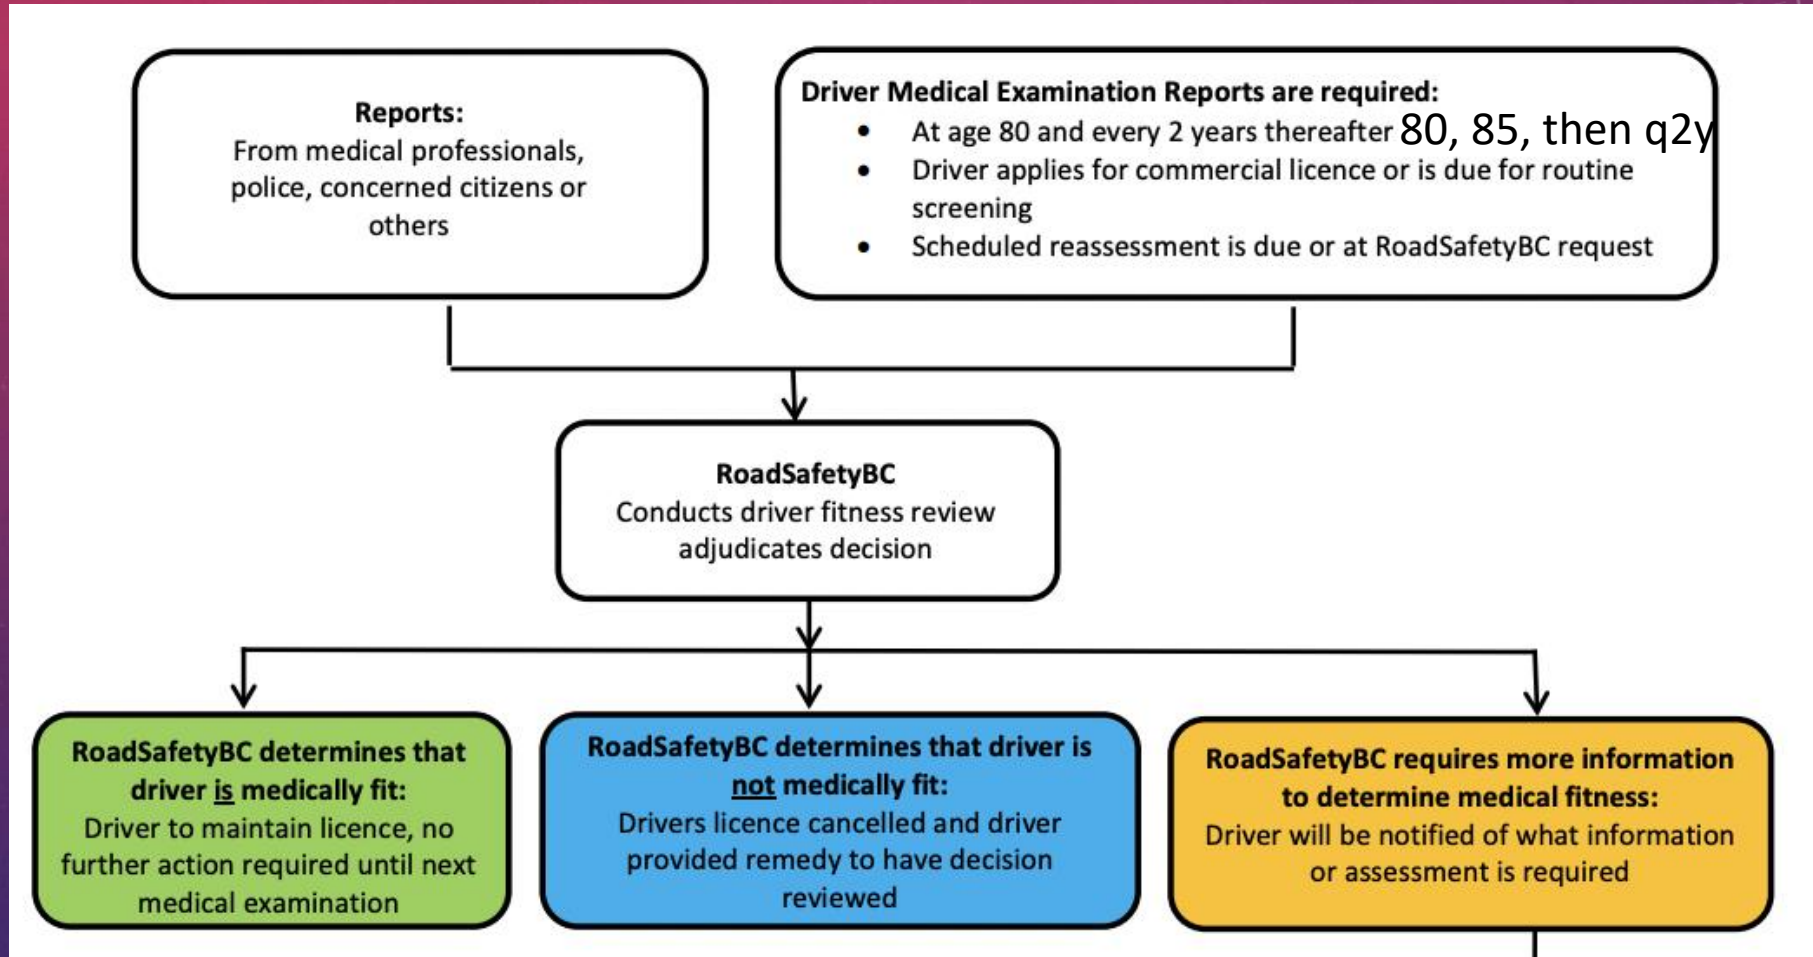 Reports:
From medical professionals,
police, concerned citizens or
others
Driver Medical Examination Reports are required:
• At age 80 and every 2 years thereafter 80, 85, then q2y
• Driver applies for commercial licence or is due for routine
screening
• Scheduled reassessment is due or at RoadSafetyBC request
RoadSafetyBC
Conducts driver fitness review
adjudicates decision
RoadSafetyBC determines that
driver is medically fit:
Driver to maintain licence, no
further action required until next
medical examination
RoadSafetyBC determines that driver is
not medically fit:
Drivers licence cancelled and driver
provided remedy to have decision
reviewed
RoadSafetyBC requires more information
to determine medical fitness:
Driver will be notified of what information
or assessment is required